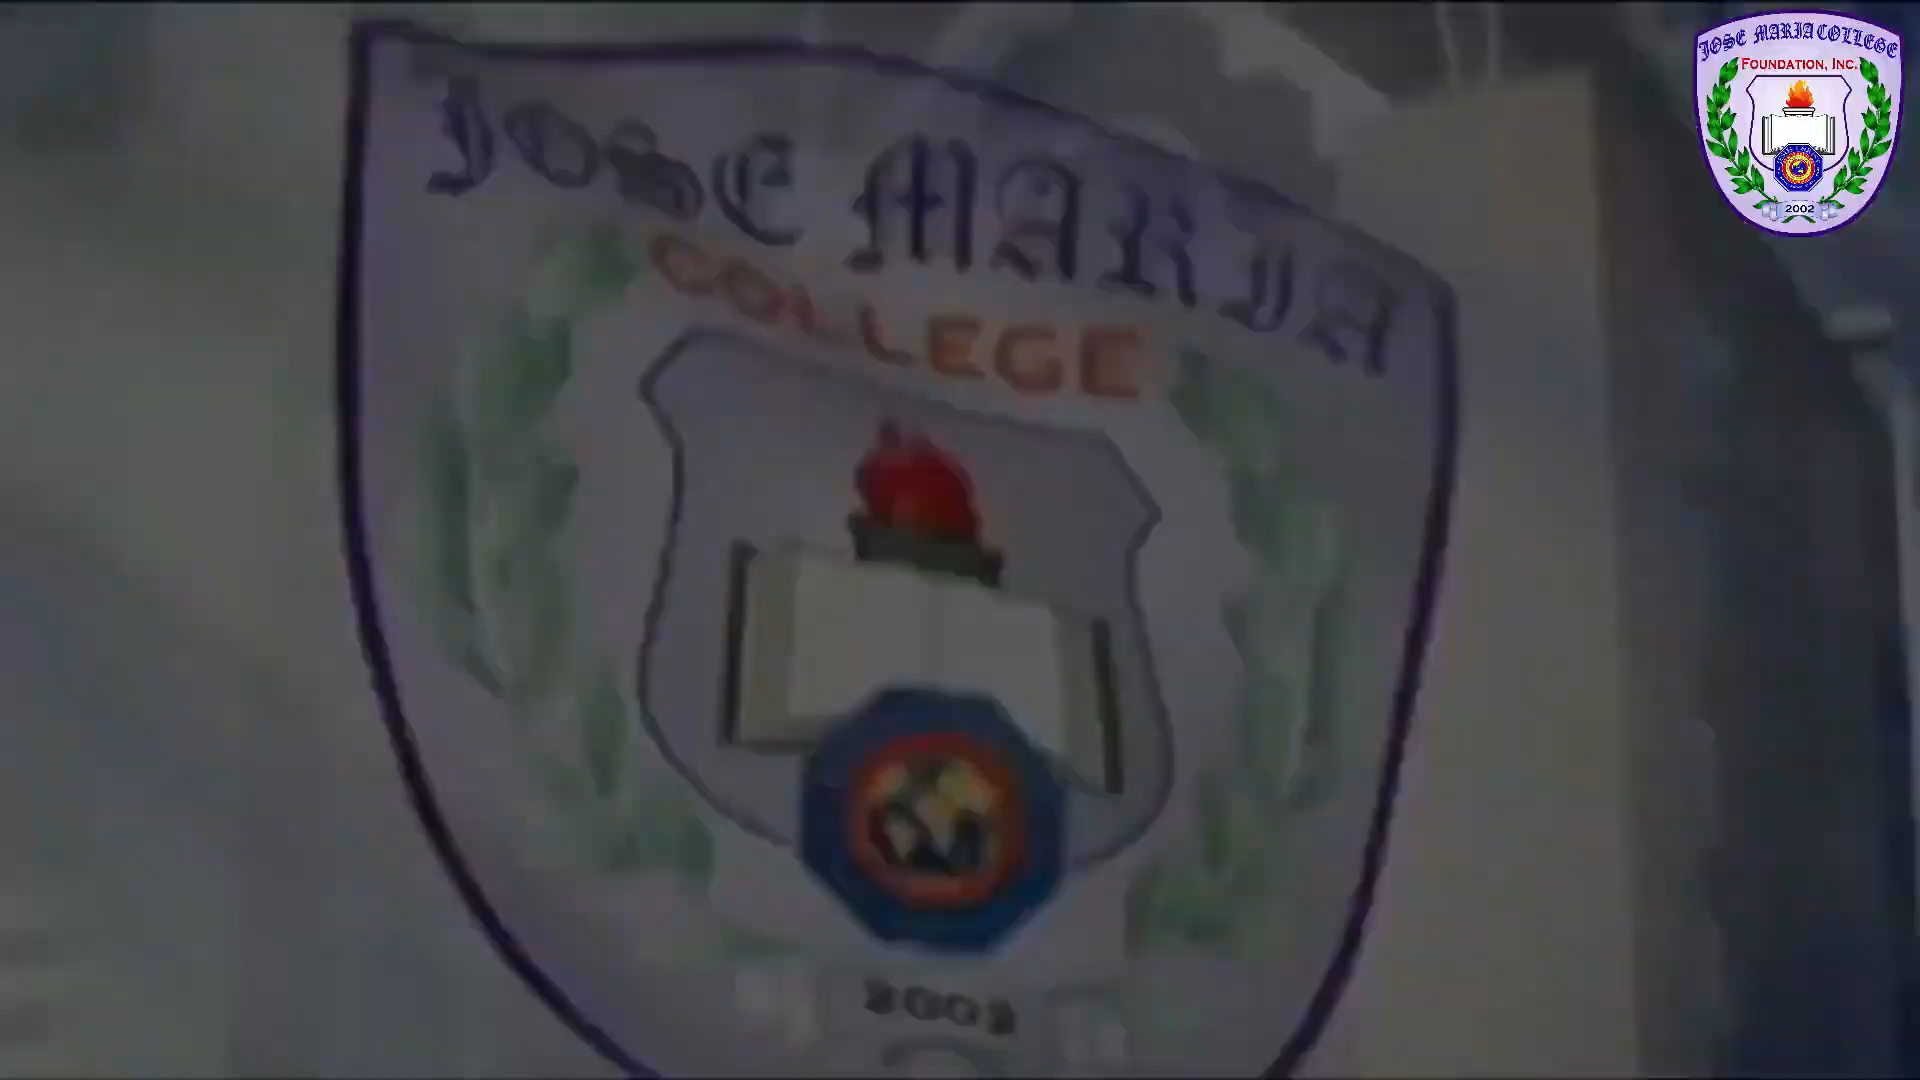 JOSE MARIA COLLEGE
FOUNDATION, INC.
2002
JOSE MARIA
COLLEGE
2002